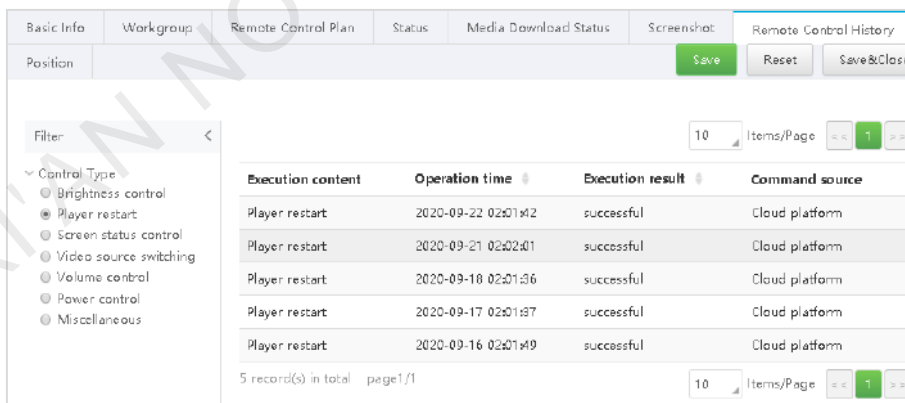 Basic Info Workgroup Remote Control Plan Status Media Download Status Screenshot Remote Control History
Position Save Reset Save&Close
Filter < 10 Items/Page << 1 >>
Control Type
Brightness control
Player restart
Screen status control
Video source switching
Volume control
Power control
Miscellaneous
Execution content Operation time Execution result Command source
Player restart 2020-09-22 02:01:42 successful Cloud platform
Player restart 2020-09-21 02:02:01 successful Cloud platform
Player restart 2020-09-18 02:01:36 successful Cloud platform
Player restart 2020-09-17 02:01:37 successful Cloud platform
Player restart 2020-09-16 02:01:49 successful Cloud platform
5 record(s) in total page1/1 10 Items/Page << 1 >>